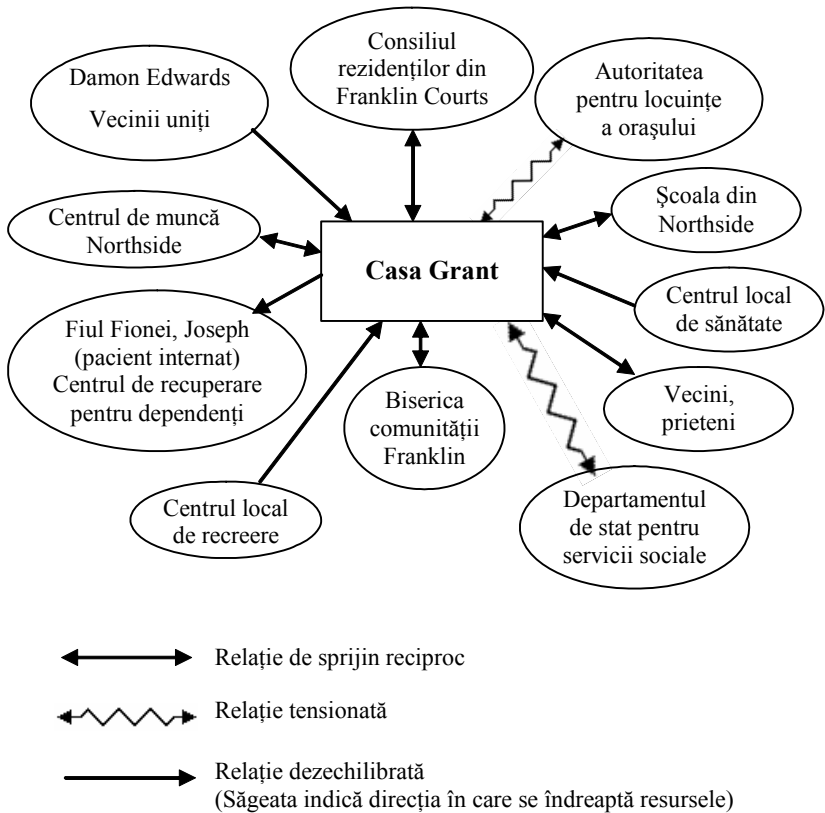 Consiliul
rezidenților din
Franklin Courts
Damon Edwards
Vecinii uniți
Autoritatea
pentru locuințe
a orașului
Centrul de muncă
Northside
Școala din
Northside
Casa Grant
Centrul local
de sănătate
Fiul Fionei, Joseph
(pacient internat)
Centrul de recuperare
pentru dependenți
Biserica
comunității
Franklin
Vecini,
prieteni
Centrul local
de recreere
Departamentul
de stat pentru
servicii sociale
Relație de sprijin reciproc
Relație tensionată
Relație dezechilibrată
(Săgeata indică direcția în care se îndreaptă resursele)